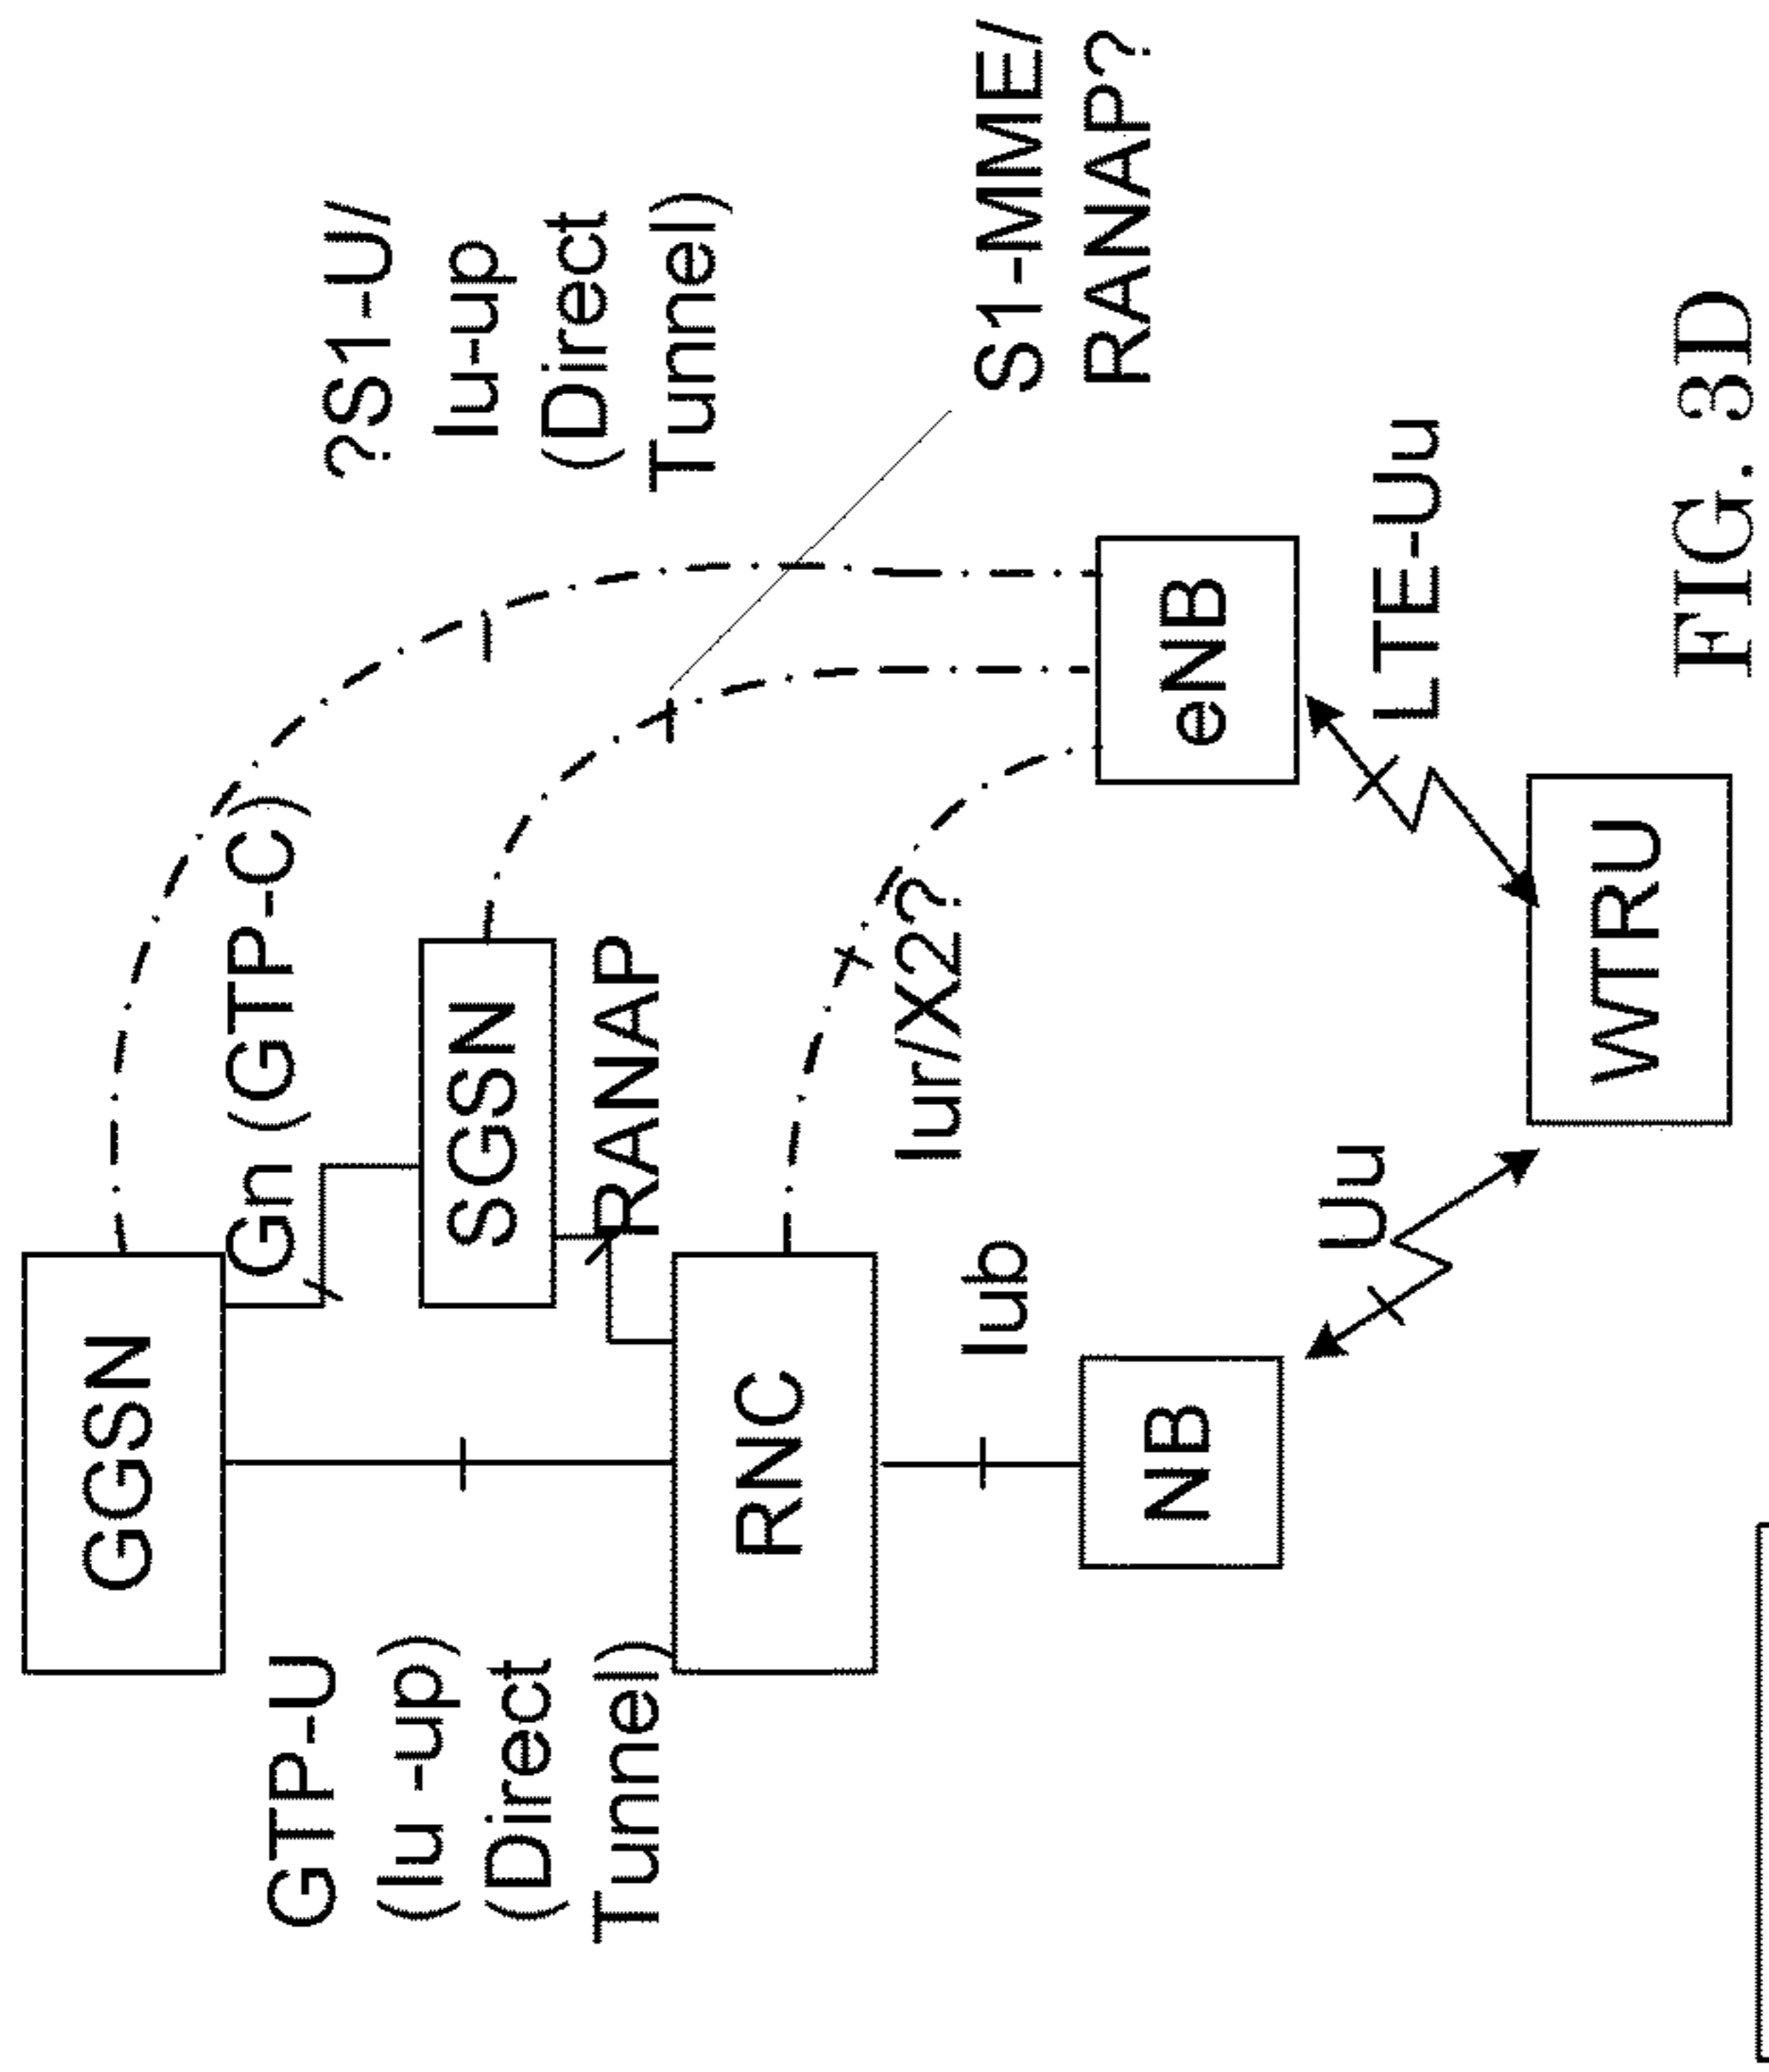 GGSN
Gn (GTP-C)
GTP-U
(Iu -up)
(Direct
Tunnel)
SGSN
RANAP
?S1-U/
Iu-up
(Direct
Tunnel)
S1-MME/
RANAP?
RNC
Iur/X2?
Iub
NB
eNB
Uu
LTE-Uu
WTRU
FIG. 3D